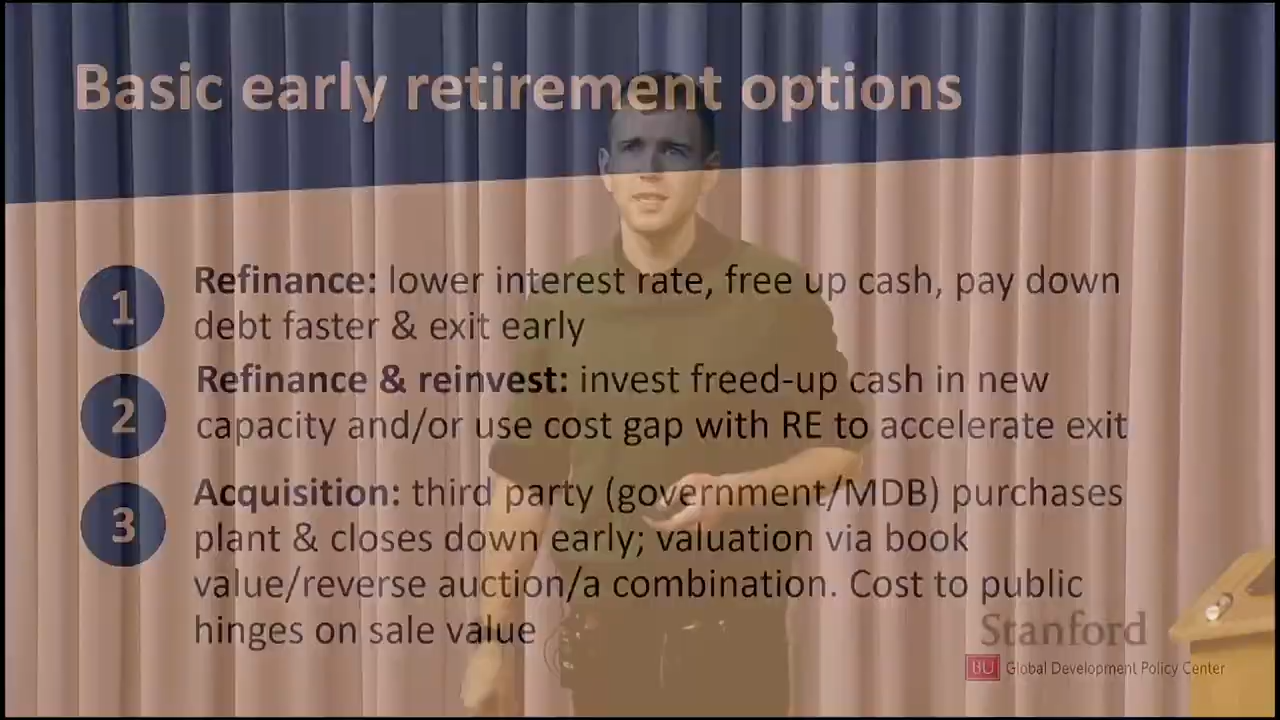 Basic early retirement options
1
Refinance: lower interest rate, free up cash, pay down
debt faster & exit early
2
Refinance & reinvest: invest freed-up cash in new
capacity and/or use cost gap with RE to accelerate exit
3
Acquisition: third party (government/MDB) purchases
plant & closes down early; valuation via book
value/reverse auction/a combination. Cost to public
hinges on sale value
Stanford
BU Global Development Policy Center